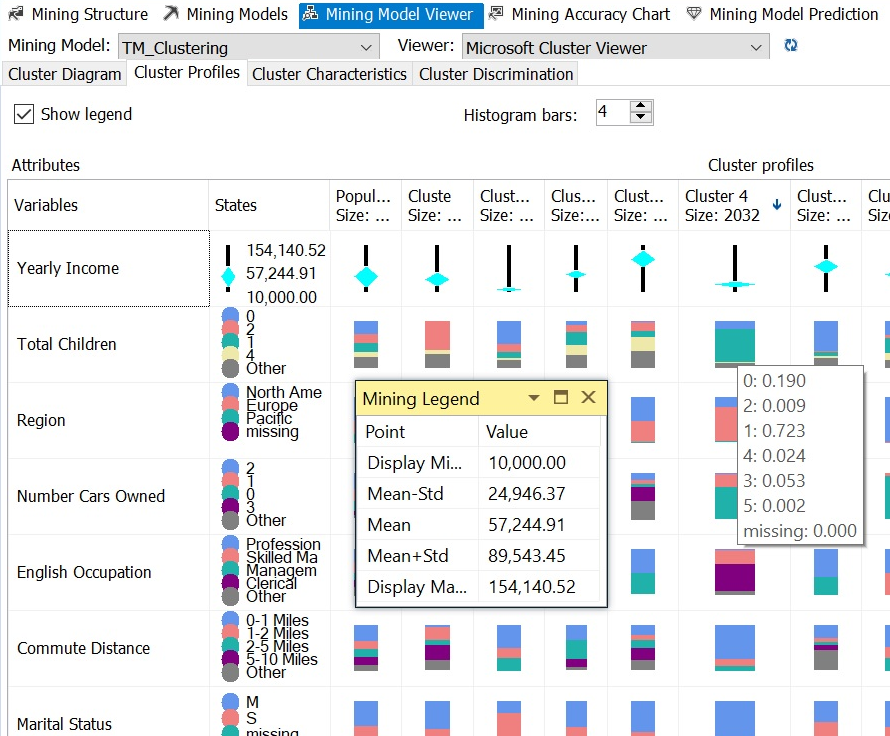 Mining Structure Mining Models Mining Model Viewer Mining Accuracy Chart Mining Model Prediction
Mining Model: TM_Clustering Viewer: Microsoft Cluster Viewer
Cluster Diagram Cluster Profiles Cluster Characteristics Cluster Discrimination
Show legend Histogram bars: 4
Attributes Cluster profiles
Variables States
Popul... Cluste Clust... Clus... Clust... Cluster 4 Clust... Clu
Size: ... Size: ... Size: ... Size:... Size: ... Size: 2032 Size: ... Size
Yearly Income
154,140.52
57,244.91
10,000.00
Total Children
0
2
1
4
Other
Region
North Ame
Europe
Pacific
missing
Number Cars Owned
2
1
0
3
Other
English Occupation
Profession
Skilled Ma
Managem
Clerical
Other
Commute Distance
0-1 Miles
1-2 Miles
2-5 Miles
5-10 Miles
Other
Marital Status
M
S
missing
Mining Legend
Point Value
Display Mi... 10,000.00
Mean-Std 24,946.37
Mean 57,244.91
Mean+Std 89,543.45
Display Ma... 154,140.52
0: 0.190
2: 0.009
1: 0.723
4: 0.024
3: 0.053
5: 0.002
missing: 0.000